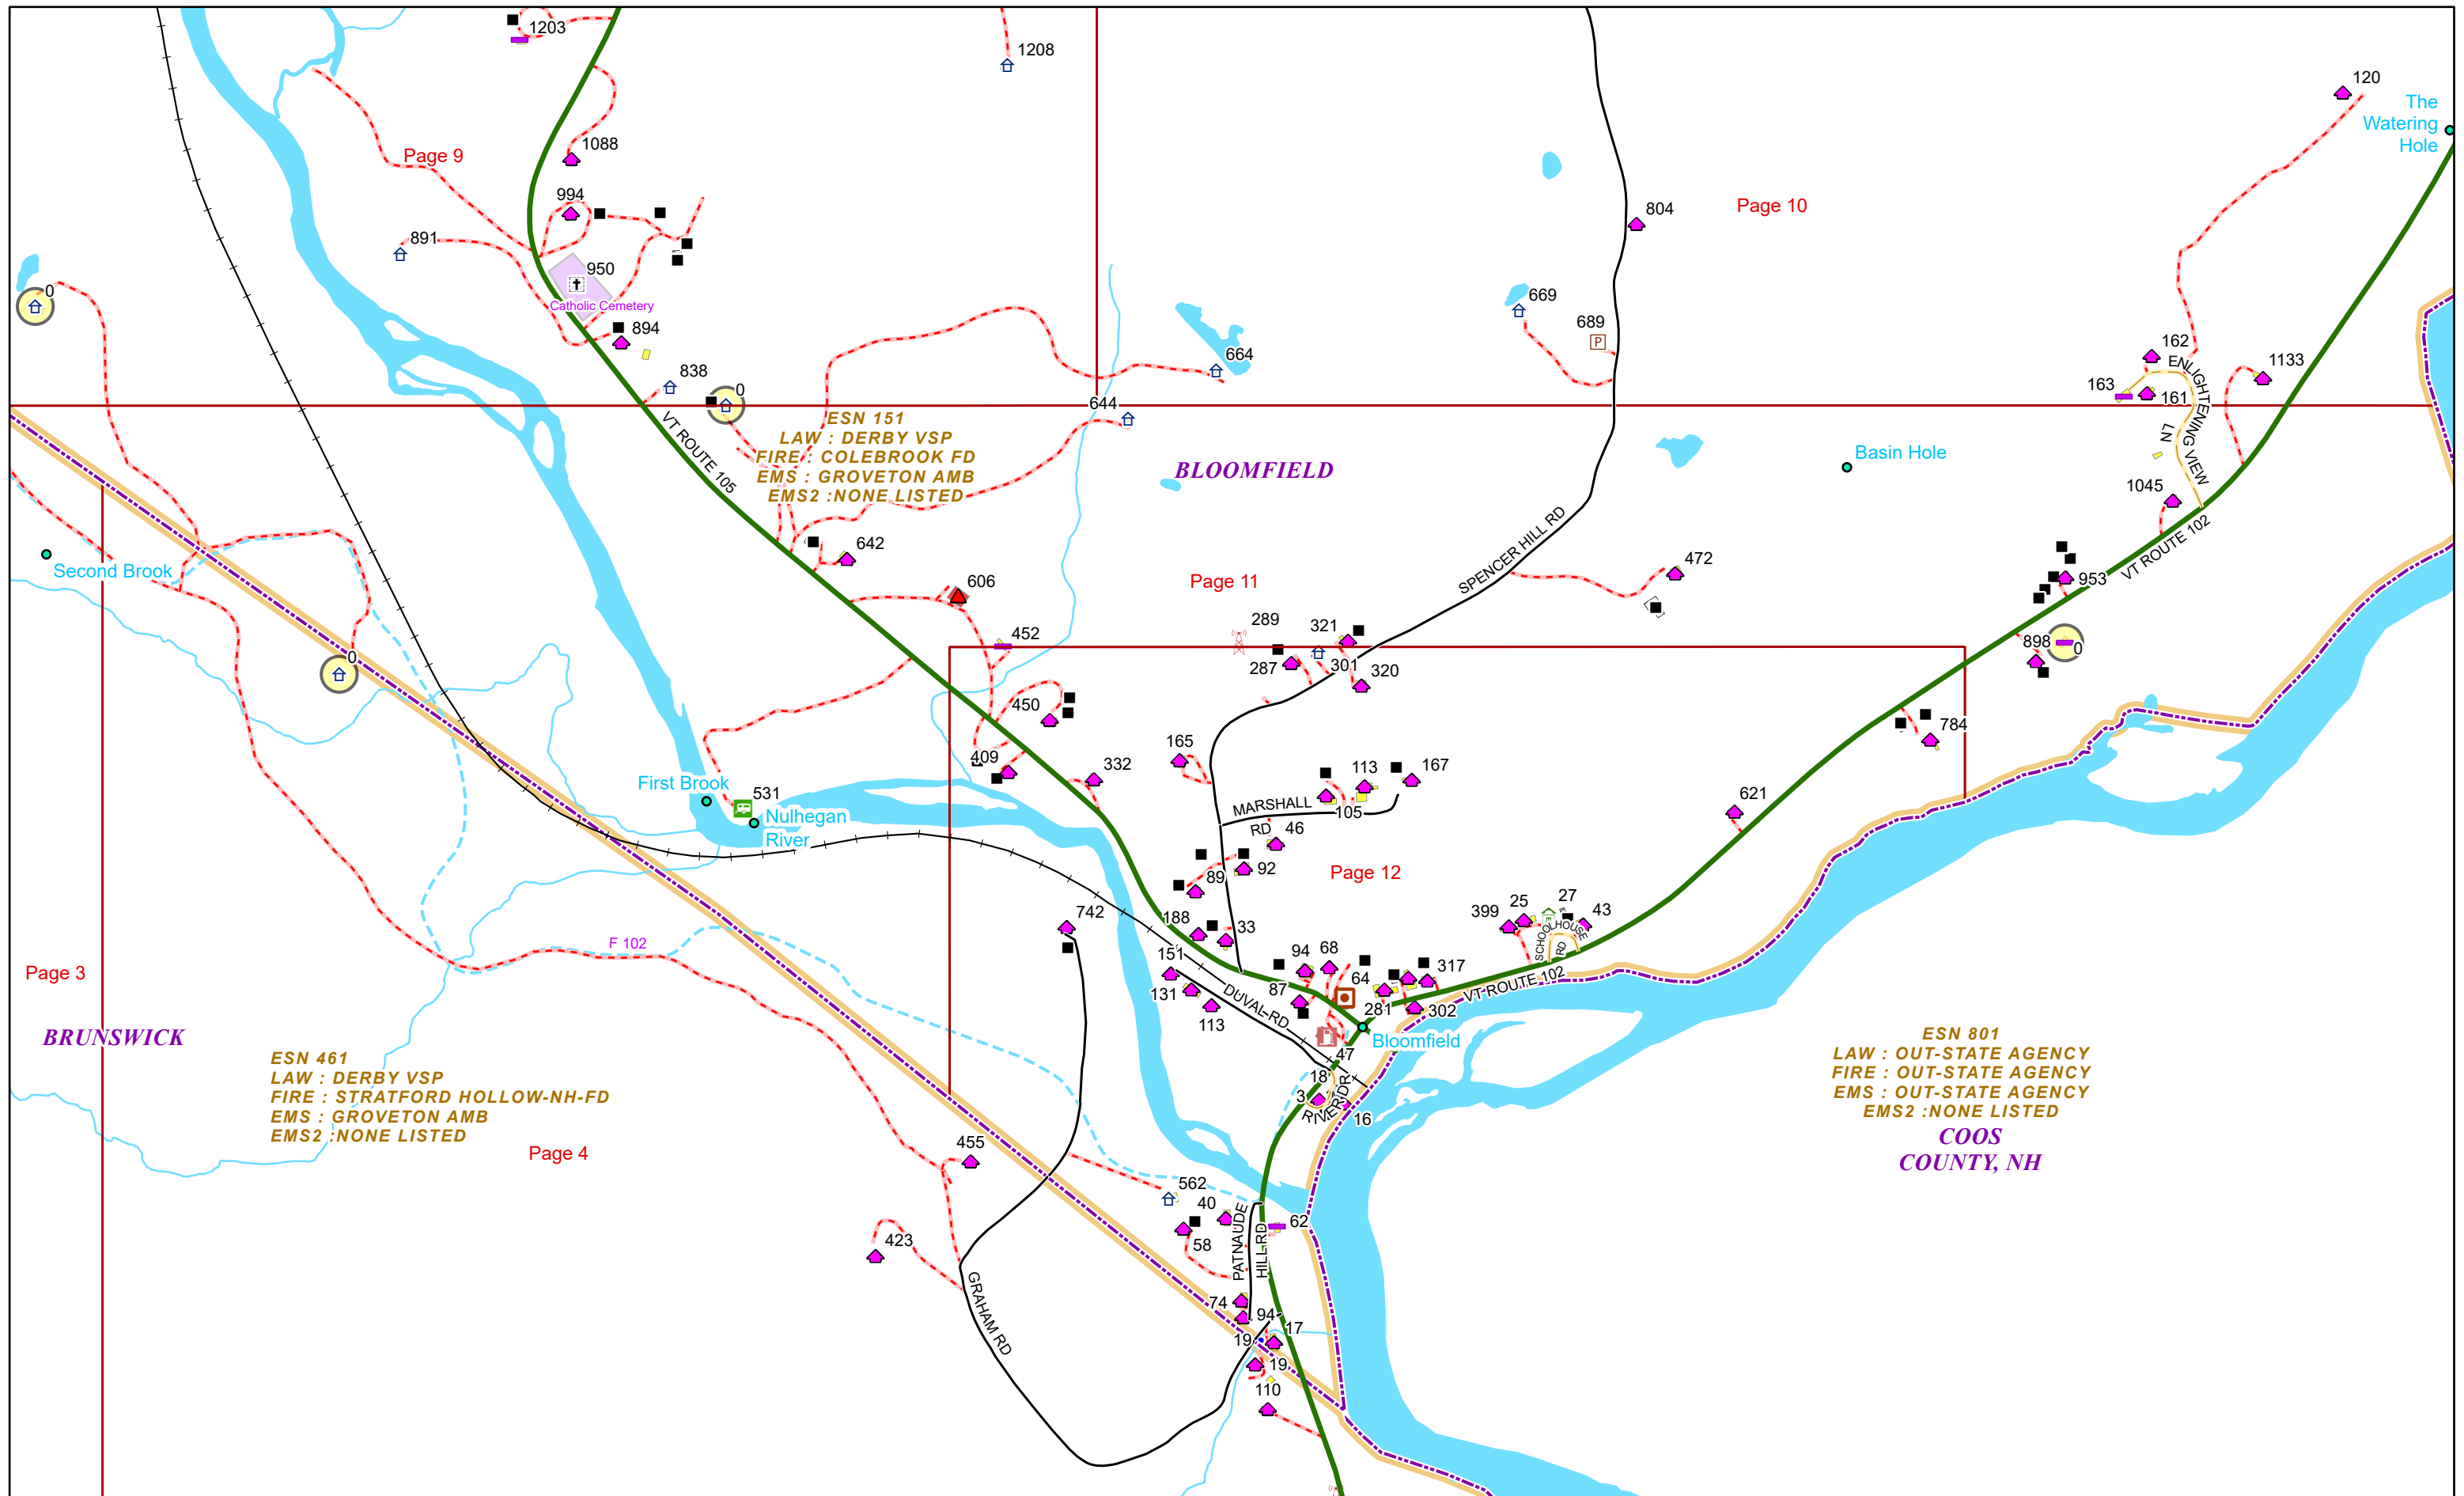 1203
1208
120
The
Watering
Hole
1088
Page 9
994
804
Page 10
891
950
Catholic Cemetery
0
669
689
P
894
664
162
1133
838
0
163
161
644
ENLIGHTENING VIEW
LN
ESN 151
LAW : DERBY VSP
FIRE : COLEBROOK FD
EMS : GROVETON AMB
EMS2 :NONE LISTED
VT ROUTE 105
BLOOMFIELD
Basin Hole
1045
SPENCER HILL RD
VT ROUTE 102
642
472
Second Brook
606
Page 11
953
289
321
452
898
0
287
301
320
0
450
784
409
165
332
113
167
First Brook
531
Nulhegan
River
MARSHALL
RD
105
621
46
92
89
Page 12
742
188
33
399
25
27
43
SCHOOLHOUSE
RD
F 102
151
94
68
317
64
Page 3
131
87
VT ROUTE 102
113
DUVAL RD
281
302
BRUNSWICK
Bloomfield
47
ESN 461
LAW : DERBY VSP
FIRE : STRATFORD HOLLOW-NH-FD
EMS : GROVETON AMB
EMS2 :NONE LISTED
ESN 801
LAW : OUT-STATE AGENCY
FIRE : OUT-STATE AGENCY
EMS : OUT-STATE AGENCY
EMS2 :NONE LISTED
COOS
COUNTY, NH
18
3
RIVER DR
16
Page 4
455
562
40
58
62
PATNAUDE
HILL RD
423
GRAHAM RD
74
94
17
19
19
110